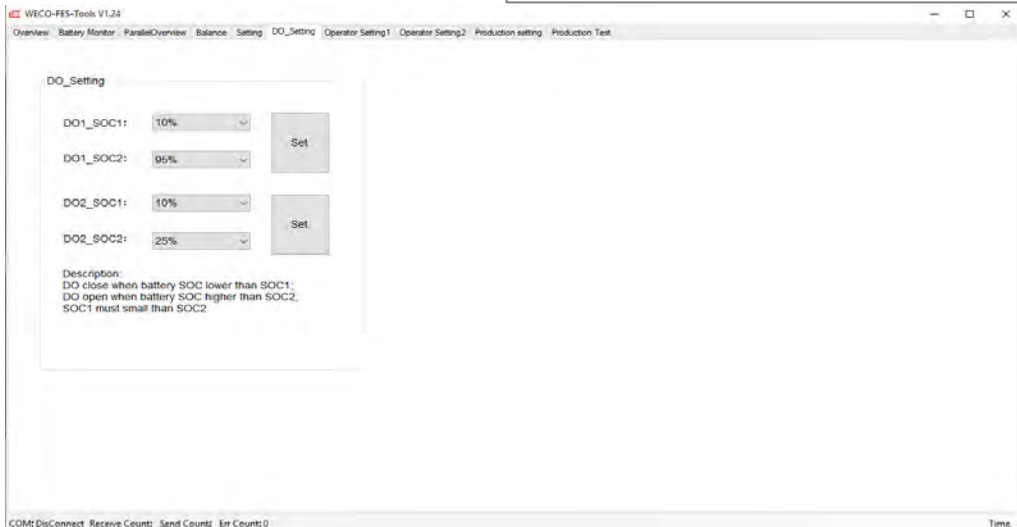 WECO-FES-Tools V1.24
Overview Battery Monitor ParallelOverview Balance Setting DO_Setting Operator Setting1 Operator Setting2 Production setting Production Test
DO_Setting
DO1_SOC1: 10%
Set
DO1_SOC2: 95%
DO2_SOC1: 10%
Set
DO2_SOC2: 25%
Description:
DO close when battery SOC lower than SOC1;
DO open when battery SOC higher than SOC2;
SOC1 must small than SOC2
COM: DisConnect Receive Count: Send Count: Err Count: 0 Time